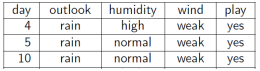 day outlook humidity wind play
4 rain high weak yes
5 rain normal weak yes
10 rain normal weak yes